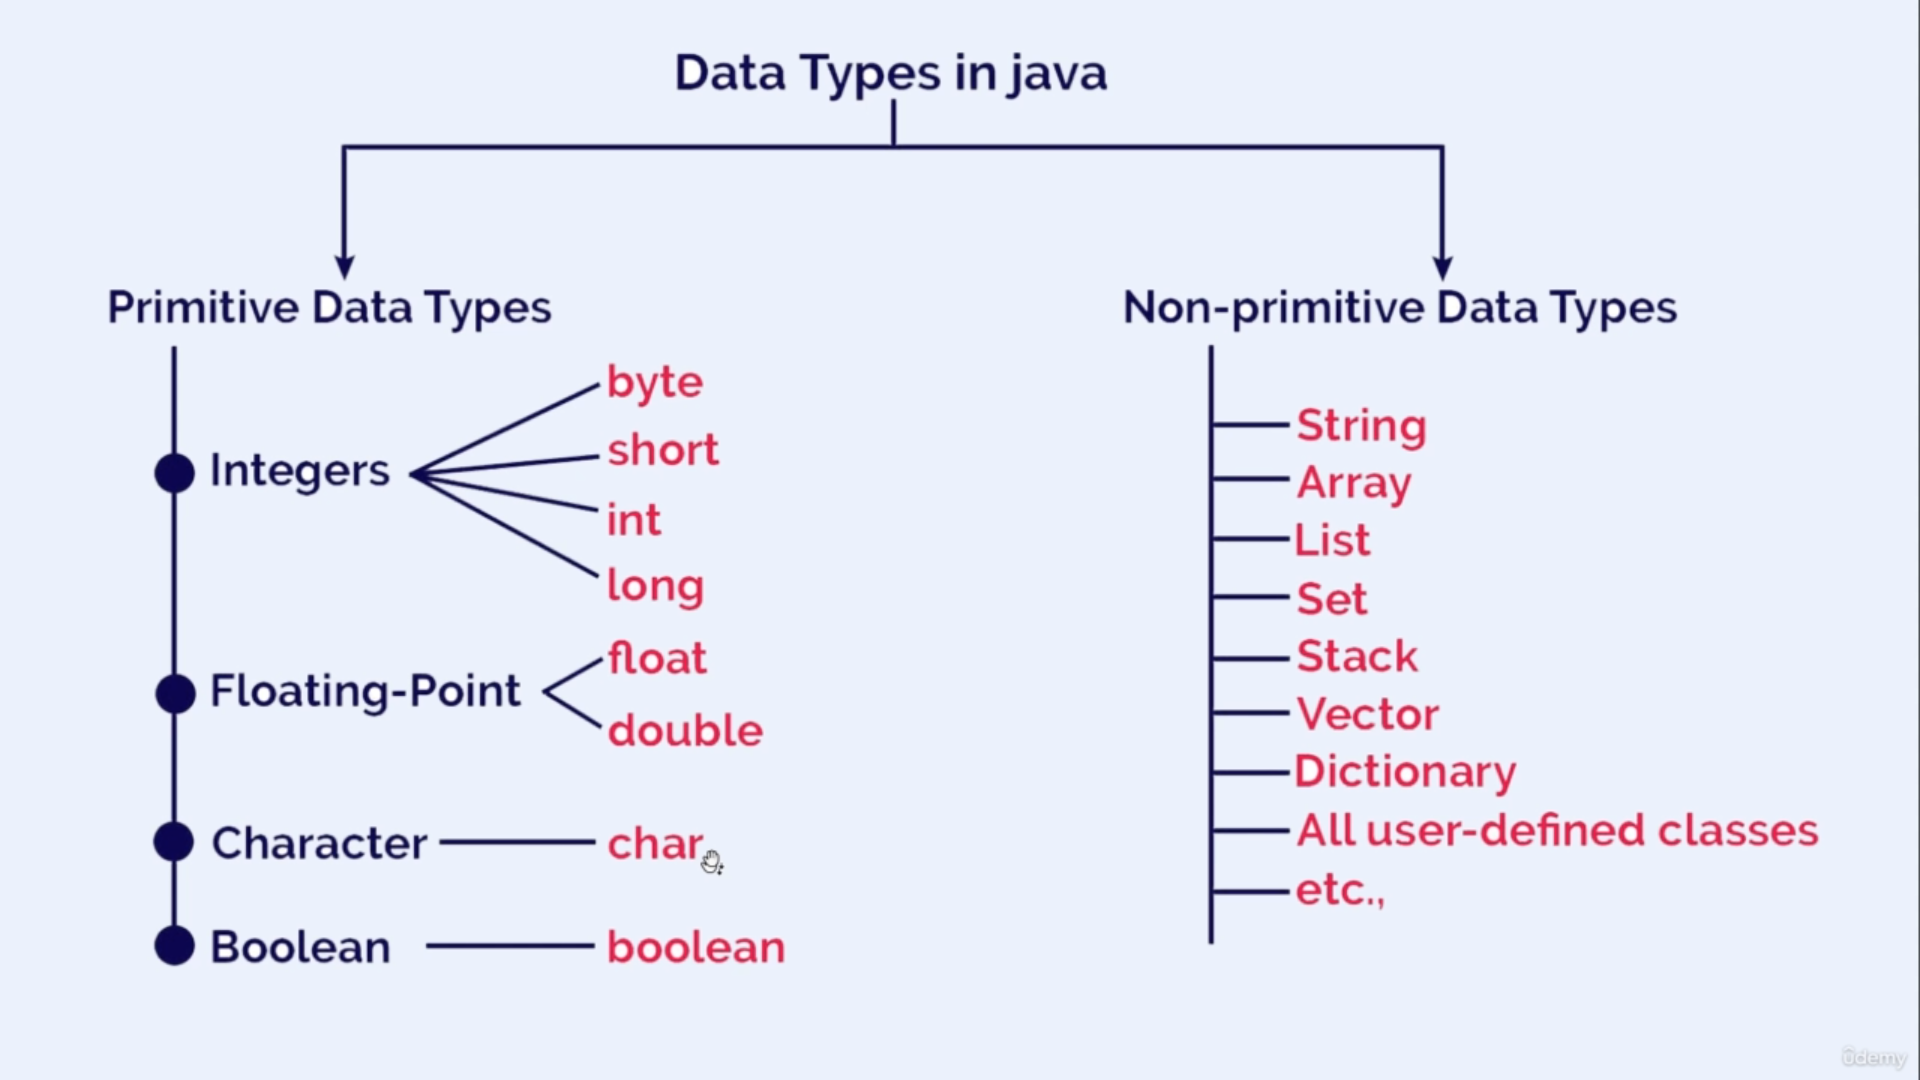 Data Types in java
Primitive Data Types
Integers
byte
short
int
long
Floating-Point
float
double
Character
char
Boolean
boolean
Non-primitive Data Types
String
Array
List
Set
Stack
Vector
Dictionary
All user-defined classes
etc.,
ûdemy